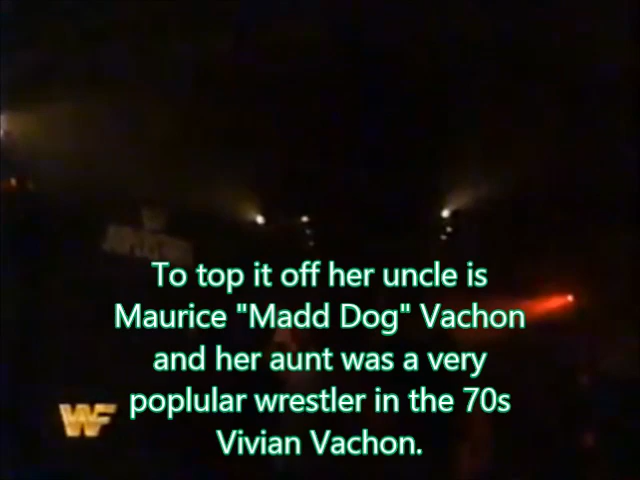 To top it off her uncle is
Maurice "Madd Dog" Vachon
and her aunt was a very
poplular wrestler in the 70s
Vivian Vachon.
WF